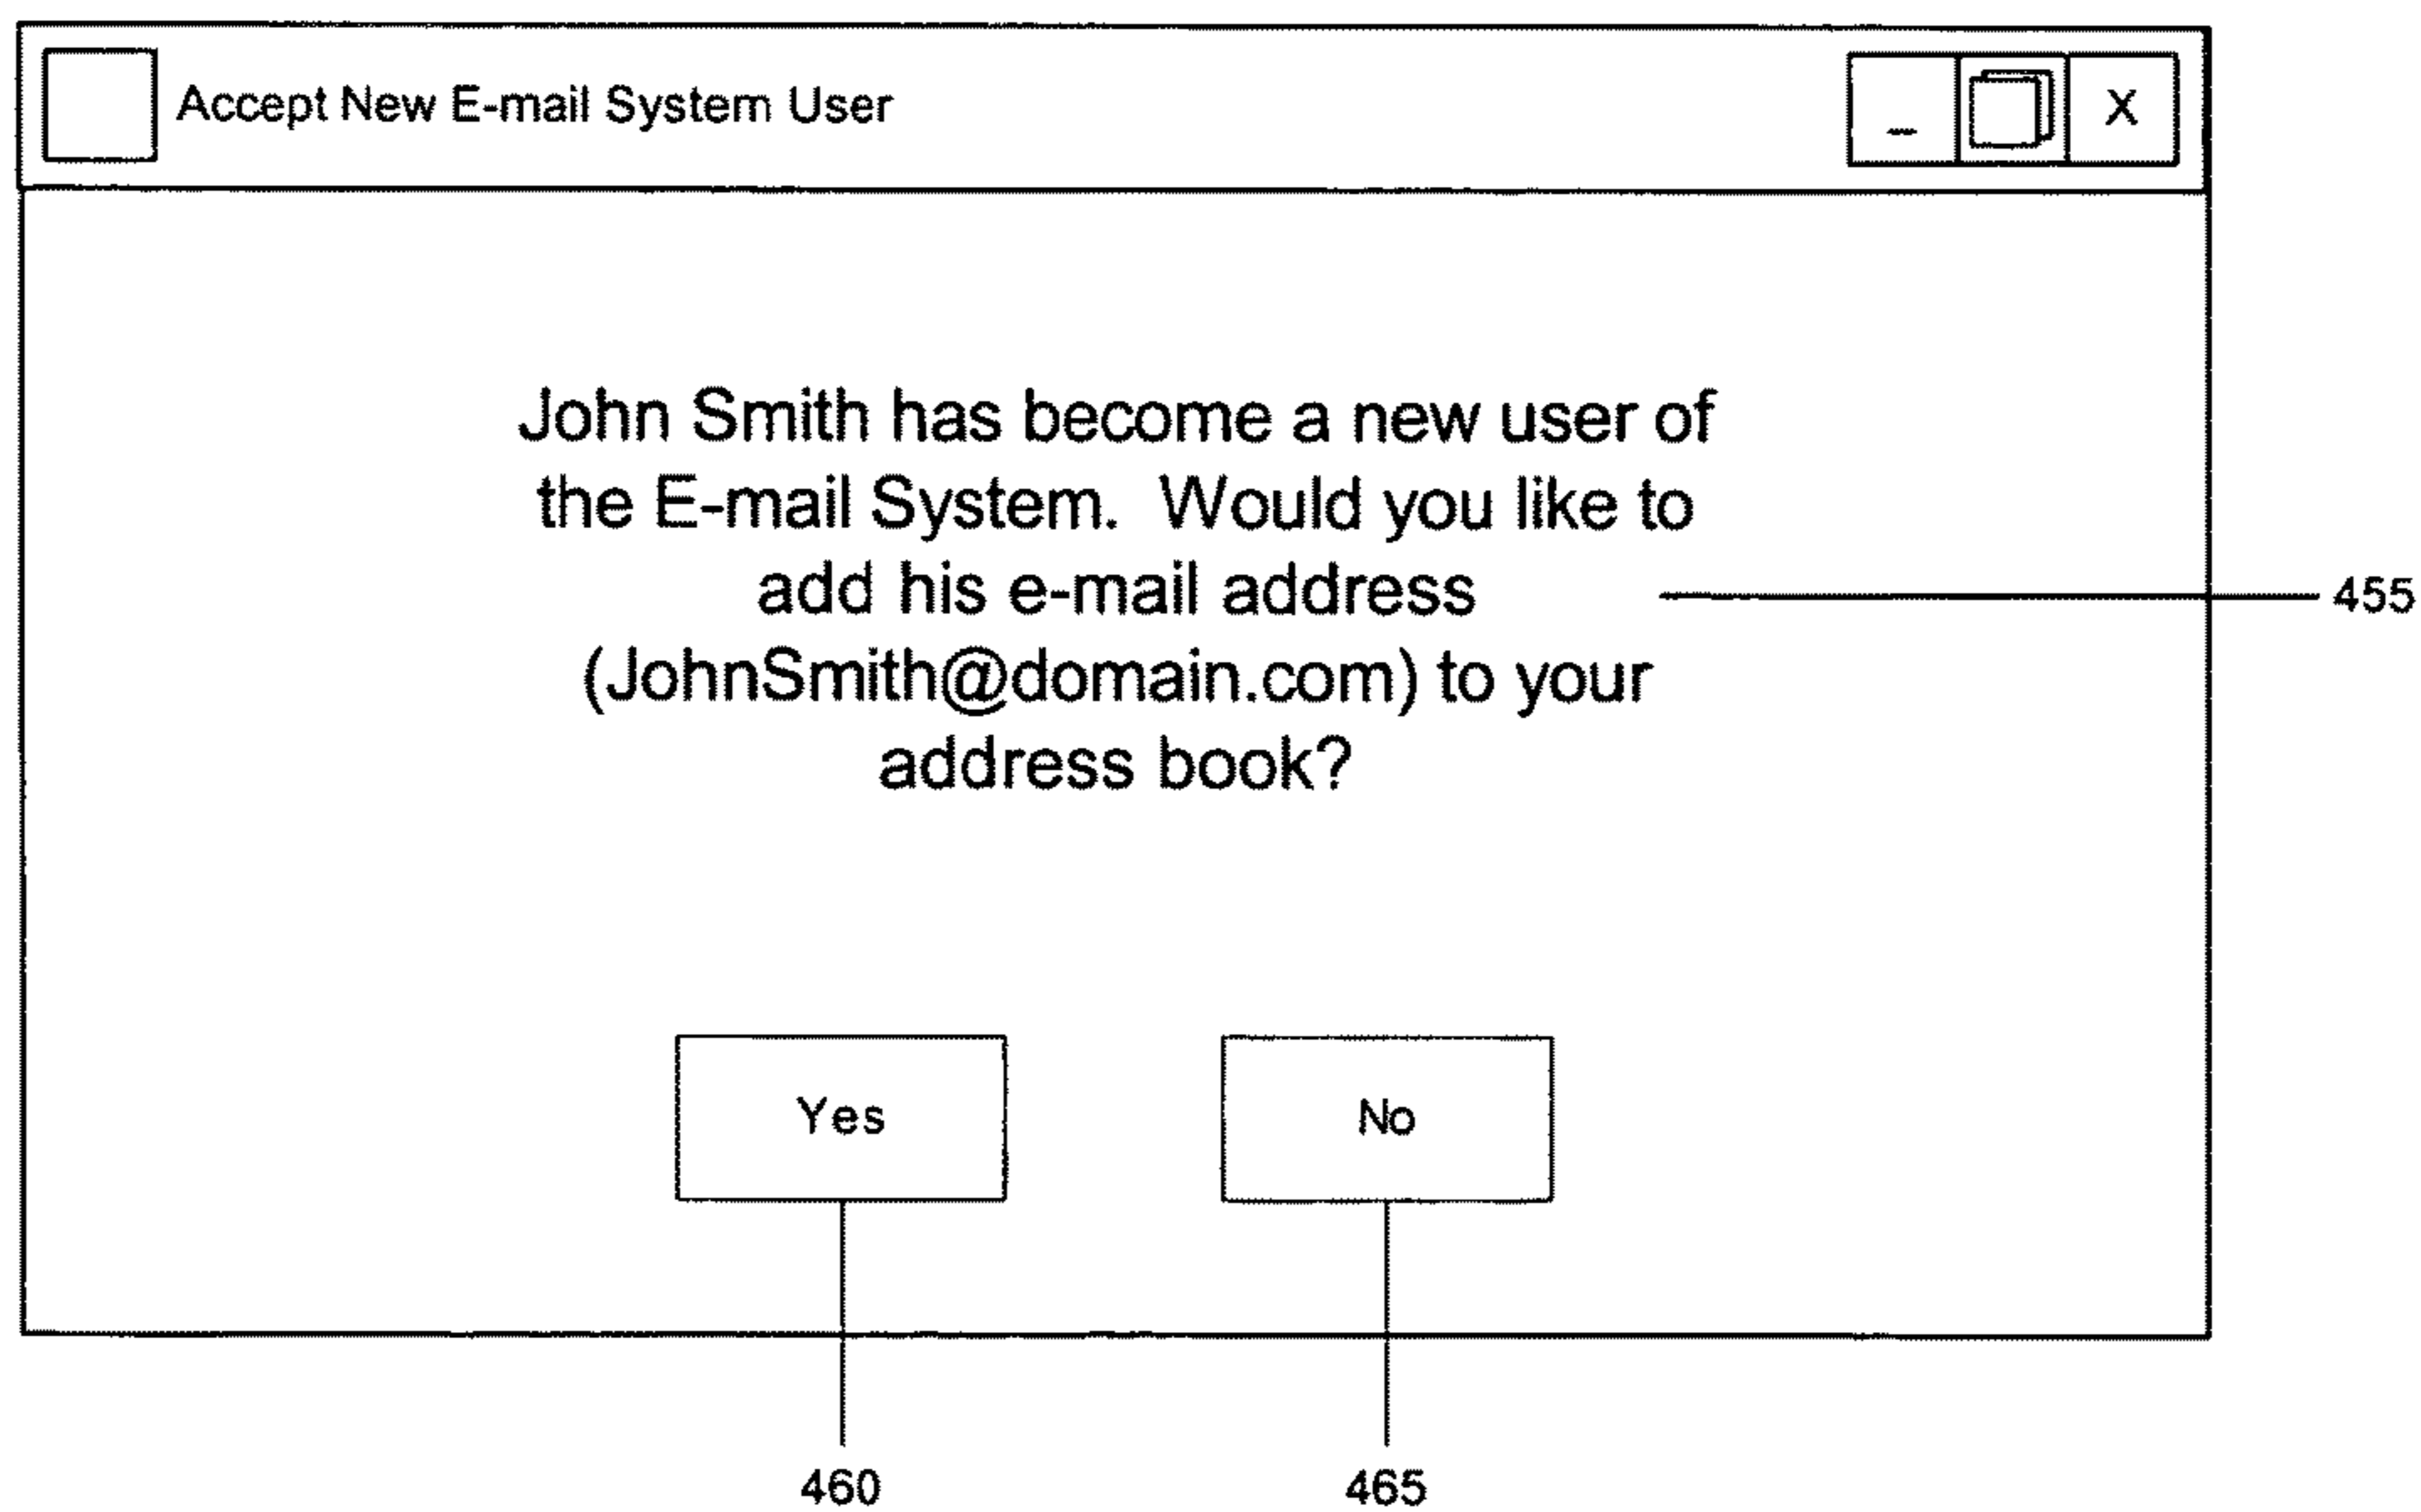 Accept New E-mail System User
_ X
John Smith has become a new user of
the E-mail System.  Would you like to
add his e-mail address
455
(JohnSmith@domain.com) to your
address book?
Yes No
460 465